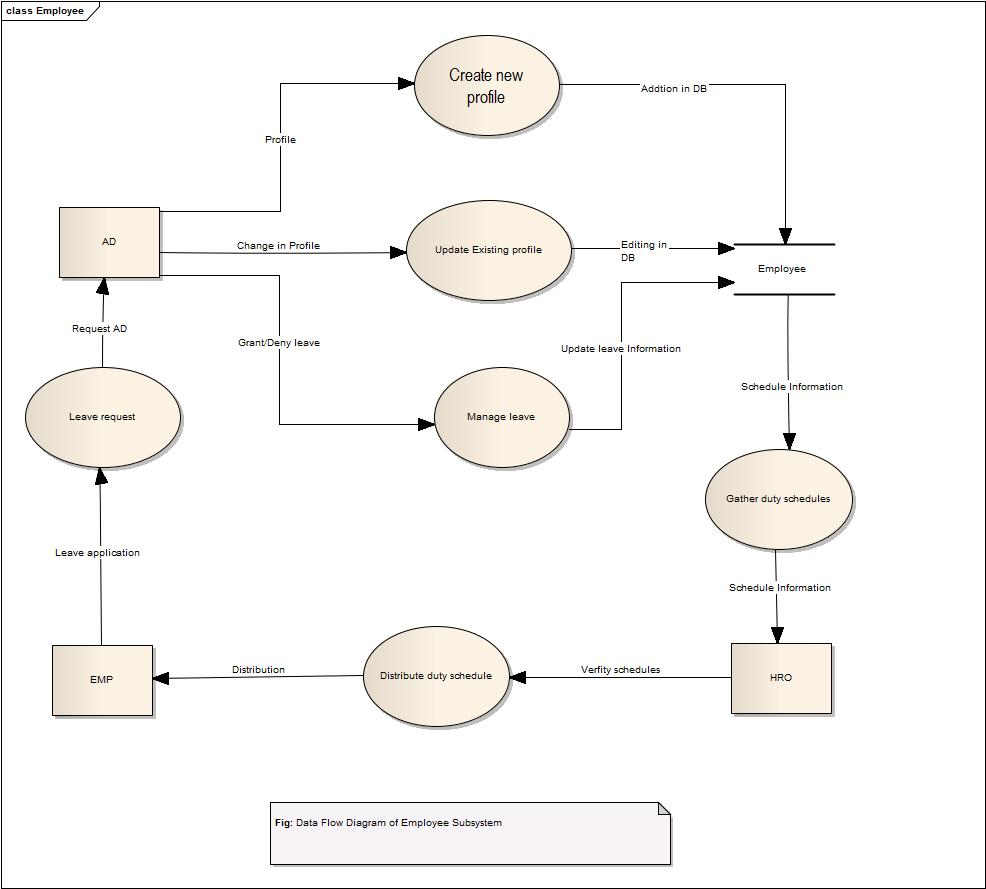 class Employee
Create new
profile
Addtion in DB
Profile
AD
Change in Profile
Update Existing profile
Editing in
DB
Employee
Request AD
Grant/Deny leave
Update leave Information
Schedule Information
Leave request
Manage leave
Gather duty schedules
Leave application
Schedule Information
EMP
Distribution
Distribute duty schedule
Verfity schedules
HRO
Fig: Data Flow Diagram of Employee Subsystem